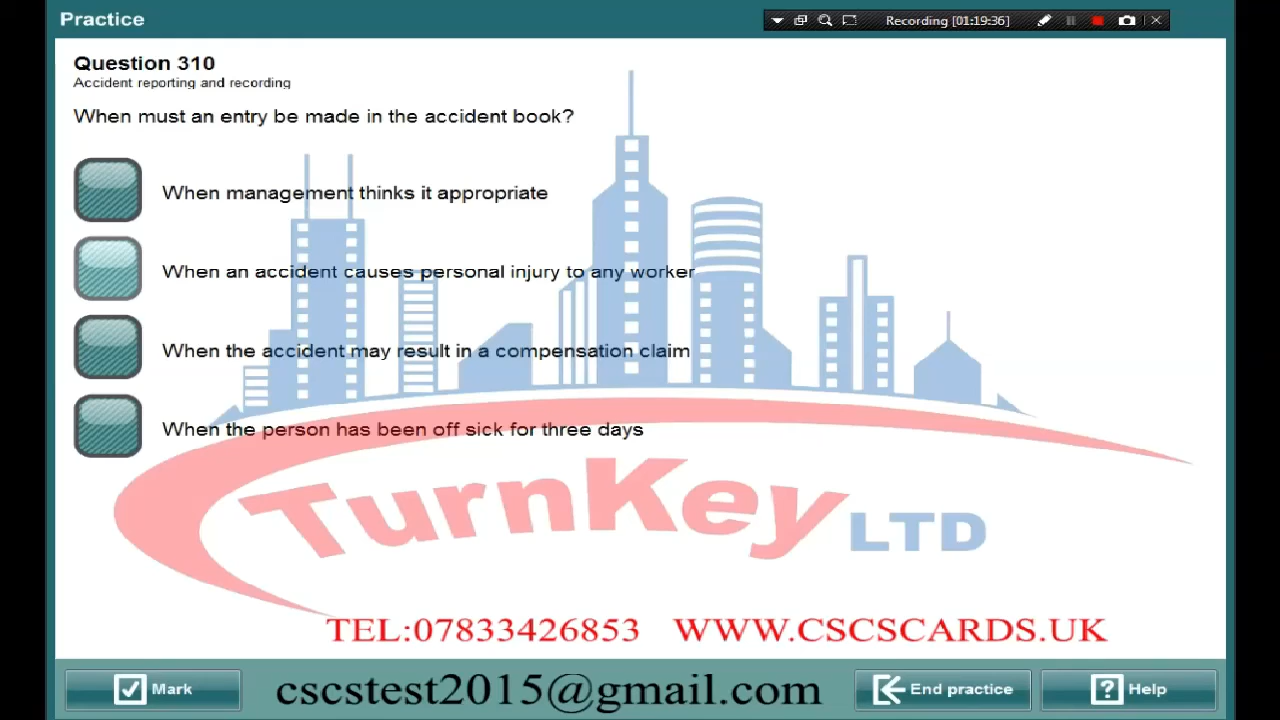 Practice
Recording [01:19:36]
Question 310
Accident reporting and recording
When must an entry be made in the accident book?
When management thinks it appropriate
When an accident causes personal injury to any worker
When the accident may result in a compensation claim
When the person has been off sick for three days
TurnKey LTD
TEL:07833426853 WWW.CSCSCARDS.UK
Mark
cscstest2015@gmail.com
End practice
Help